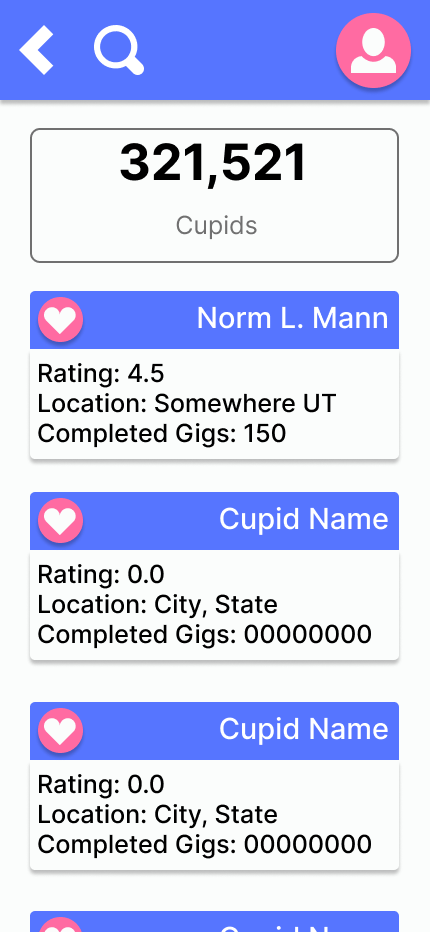 321,521
Cupids
Norm L. Mann
Rating: 4.5
Location: Somewhere UT
Completed Gigs: 150
Cupid Name
Rating: 0.0
Location: City, State
Completed Gigs: 00000000
Cupid Name
Rating: 0.0
Location: City, State
Completed Gigs: 00000000